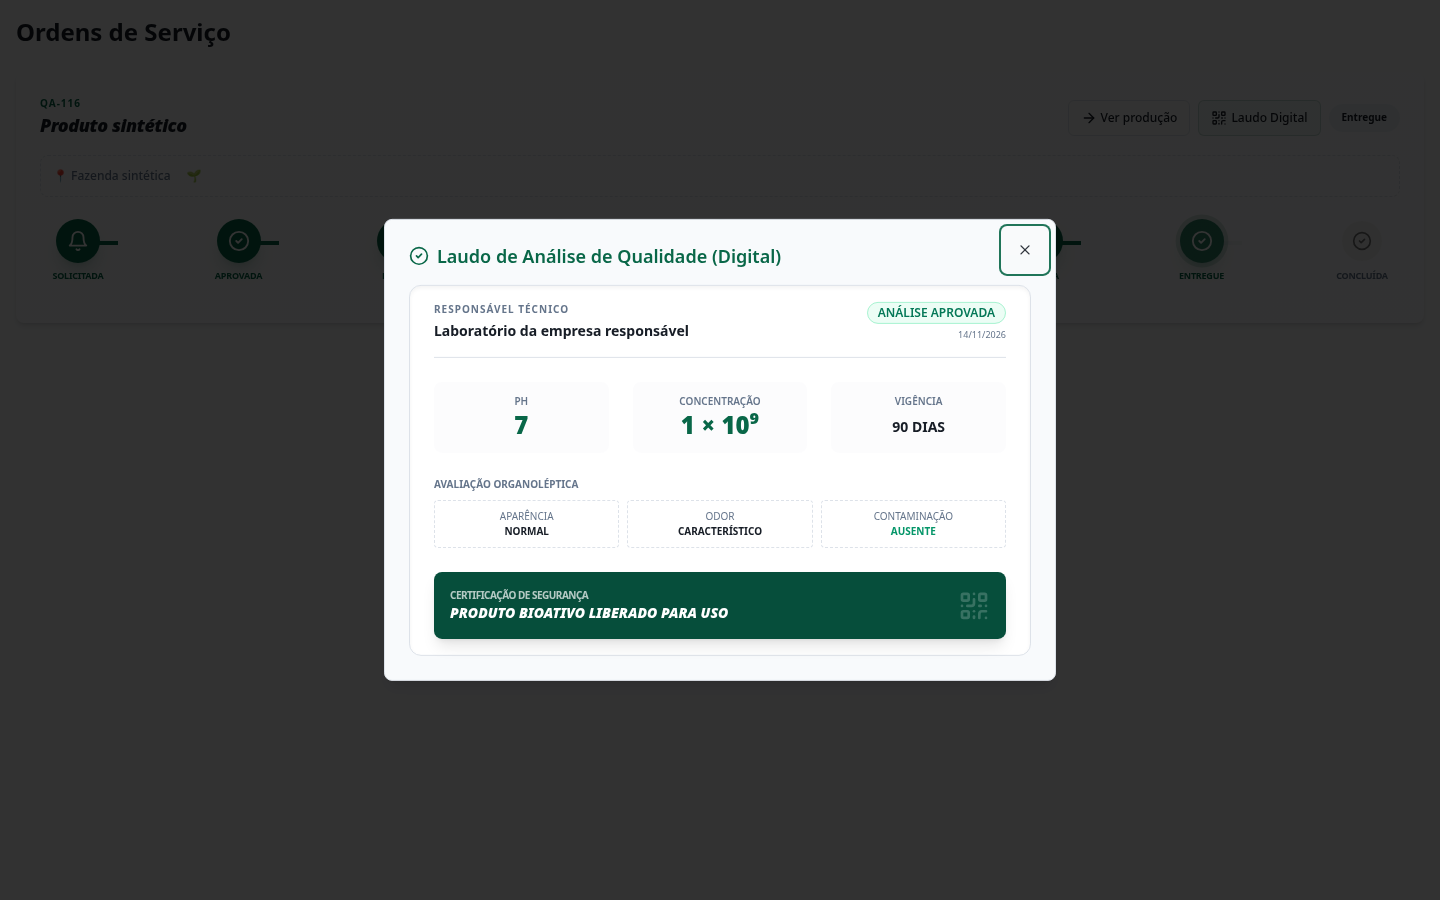 Ordens de Serviço
QA-116
Produto sintético
Ver produção
Laudo Digital
Entregue
Fazenda sintética
SOLICITADA
APROVADA
ENTREGUE
CONCLUÍDA
Laudo de Análise de Qualidade (Digital)
RESPONSÁVEL TÉCNICO
Laboratório da empresa responsável
ANÁLISE APROVADA
14/11/2026
PH
7
CONCENTRAÇÃO
1 × 10⁹
VIGÊNCIA
90 DIAS
AVALIAÇÃO ORGANOLÉPTICA
APARÊNCIA
NORMAL
ODOR
CARACTERÍSTICO
CONTAMINAÇÃO
AUSENTE
CERTIFICAÇÃO DE SEGURANÇA
PRODUTO BIOATIVO LIBERADO PARA USO